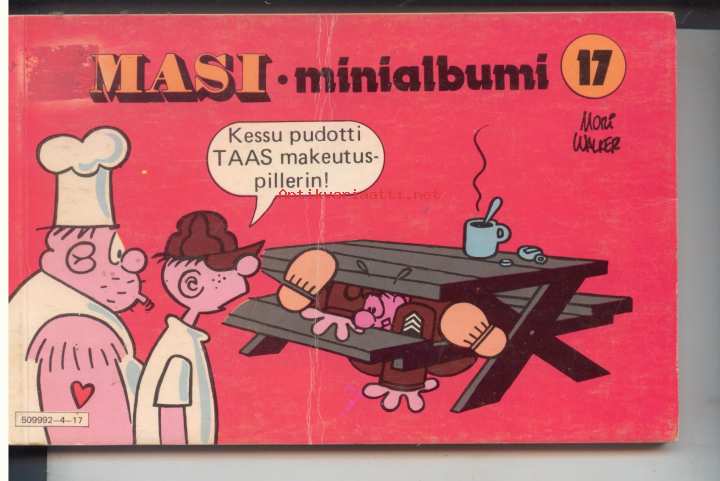 MASI • minialbumi 17
MORT
WALKER
Kessu pudotti
TAAS makeutus-
pillerin!
Antikvariaatti.net
509992-4-17